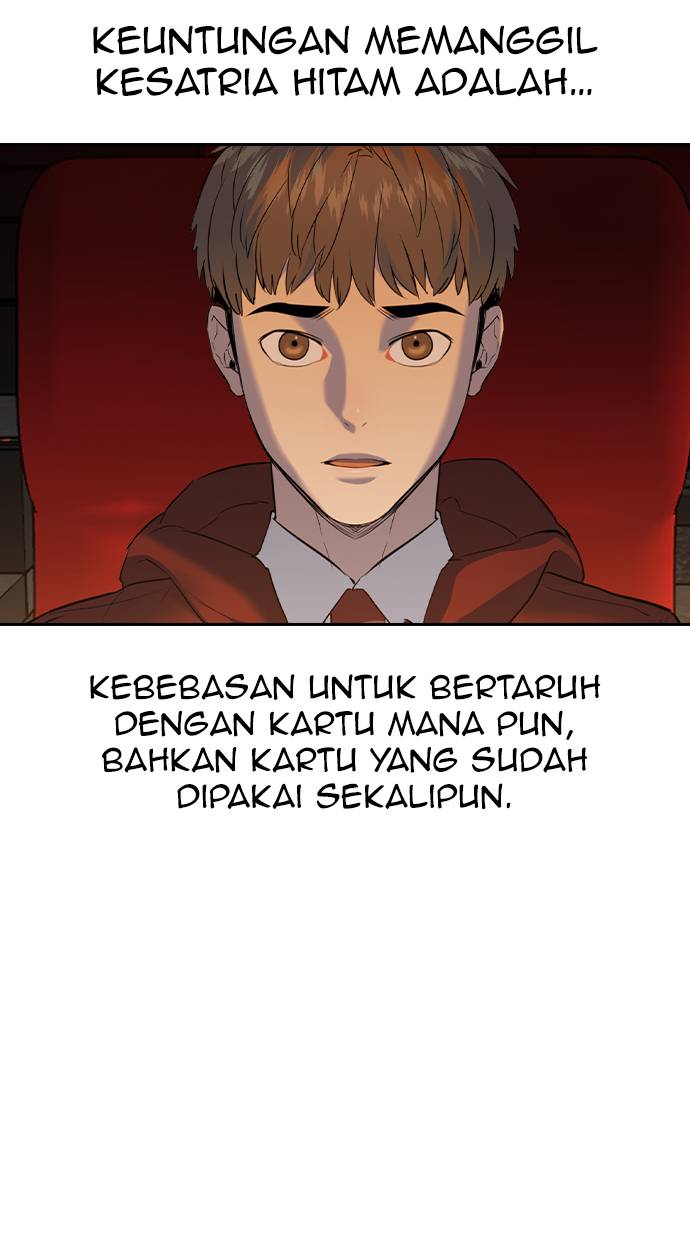 KEUNTUNGAN MEMANGGIL
KESATRIA HITAM ADALAH...
KEBEBASAN UNTUK BERTARUH
DENGAN KARTU MANA PUN,
BAHKAN KARTU YANG SUDAH
DIPAKAI SEKALIPUN.